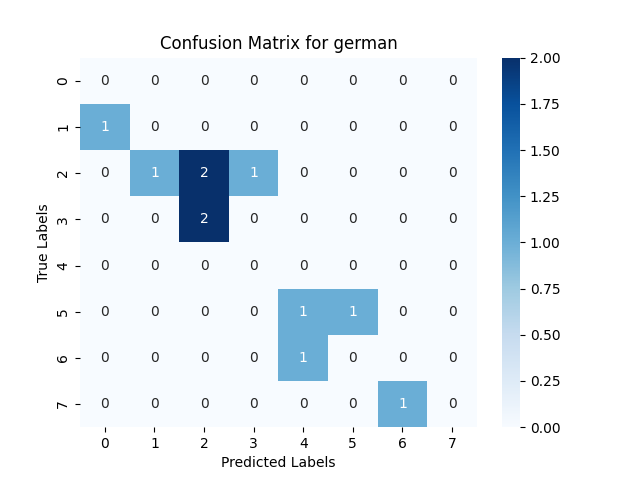 Confusion Matrix for german
0 0 0 0 0 0 0 0 0
1 1 0 0 0 0 0 0 0
2 0 1 2 1 0 0 0 0
3 0 0 2 0 0 0 0 0
4 0 0 0 0 0 0 0 0
5 0 0 0 0 1 1 0 0
6 0 0 0 0 1 0 0 0
7 0 0 0 0 0 0 1 0
0 1 2 3 4 5 6 7
Predicted Labels
True Labels
2.00
1.75
1.50
1.25
1.00
0.75
0.50
0.25
0.00